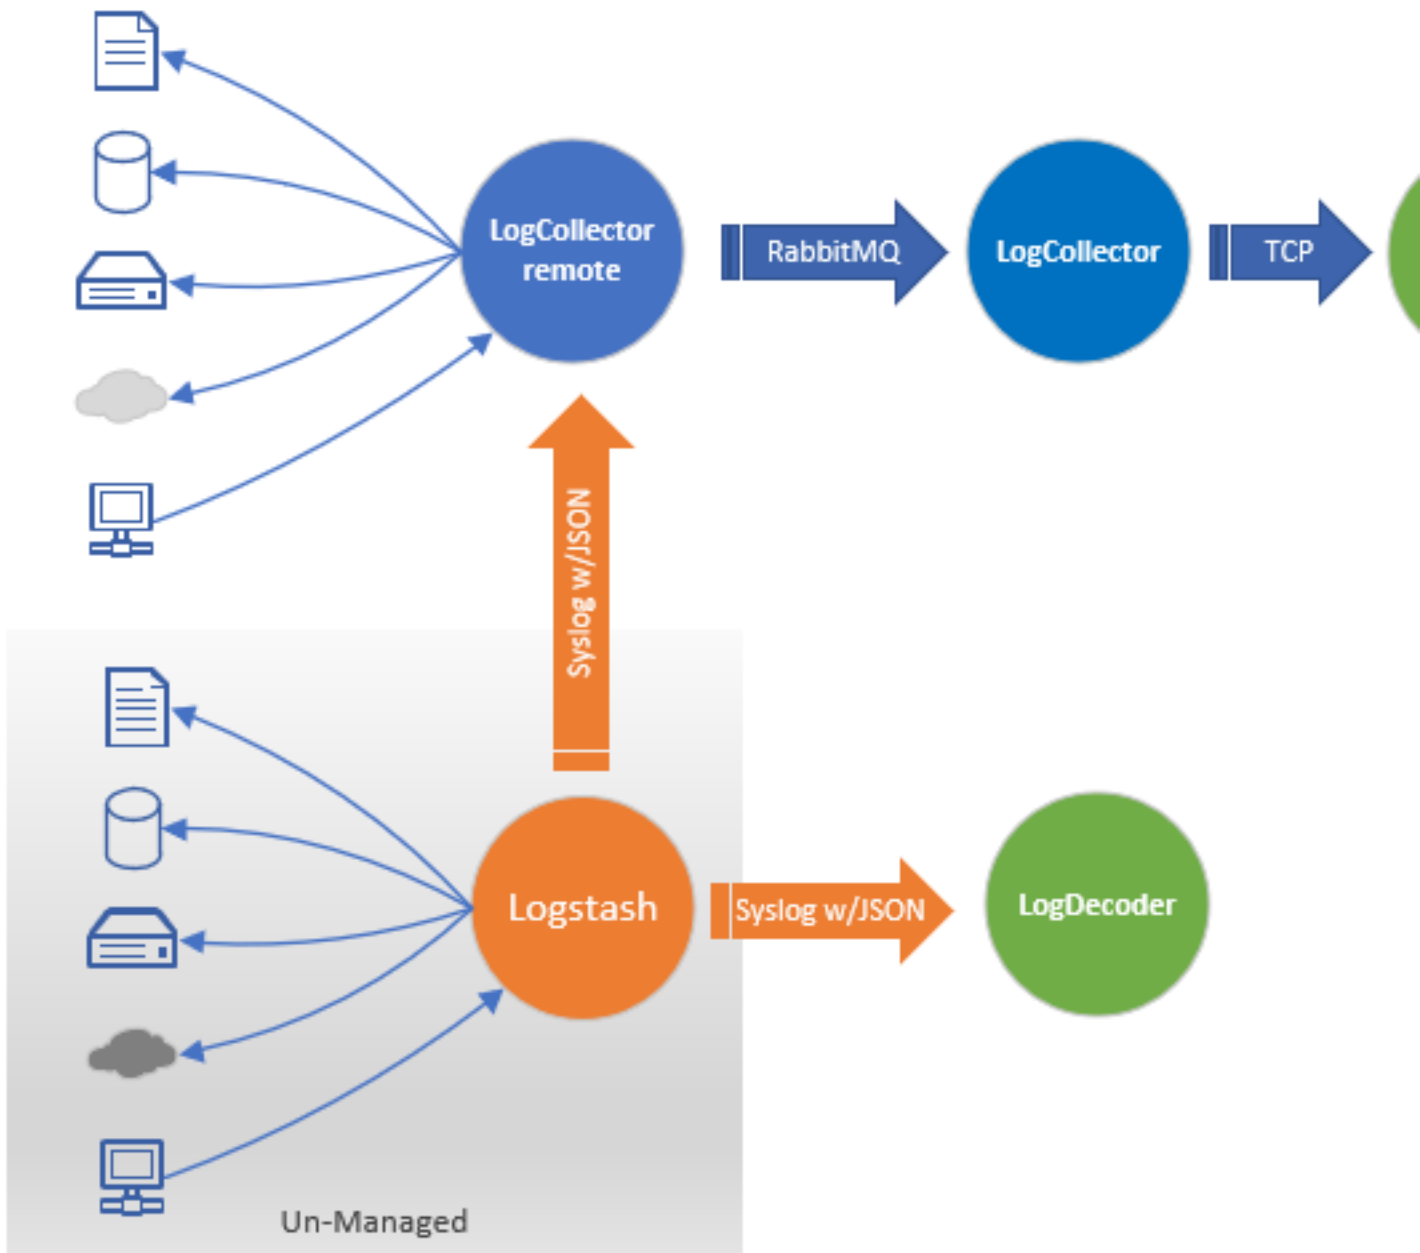 LogCollector
remote
RabbitMQ
LogCollector
TCP
Syslog w/JSON
Logstash
Syslog w/JSON
LogDecoder
Un-Managed